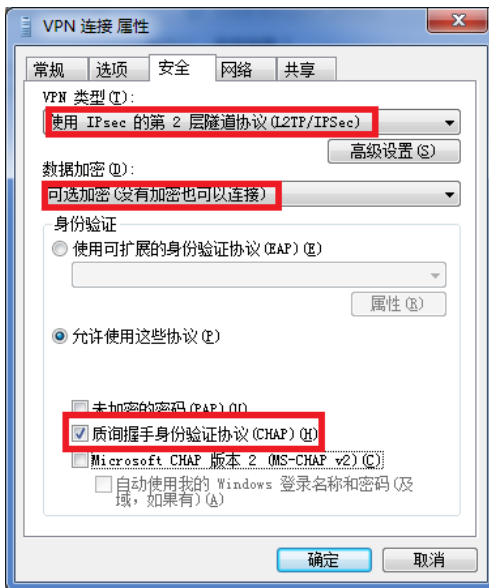 VPN 连接 属性
常规 选项 安全 网络 共享
VPN 类型(T):
使用 IPsec 的第 2 层隧道协议(L2TP/IPSec)
高级设置(S)
数据加密(D):
可选加密(没有加密也可以连接)
身份验证
使用可扩展的身份验证协议(EAP)(E)
属性(R)
允许使用这些协议(P)
未加密的密码(PAP)(U)
质询握手身份验证协议(CHAP)(H)
Microsoft CHAP 版本 2 (MS-CHAP v2)(C)
自动使用我的 Windows 登录名称和密码(及
域，如果有)(A)
确定 取消